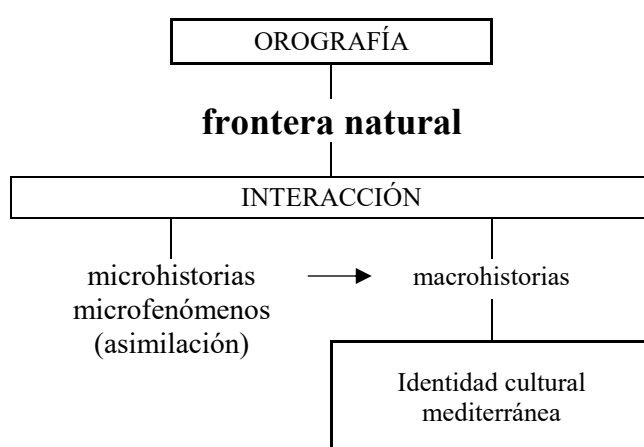 OROGRAFÍA
frontera natural
INTERACCIÓN
microhistorias
microfenómenos
(asimilación)
macrohistorias
Identidad cultural
mediterránea